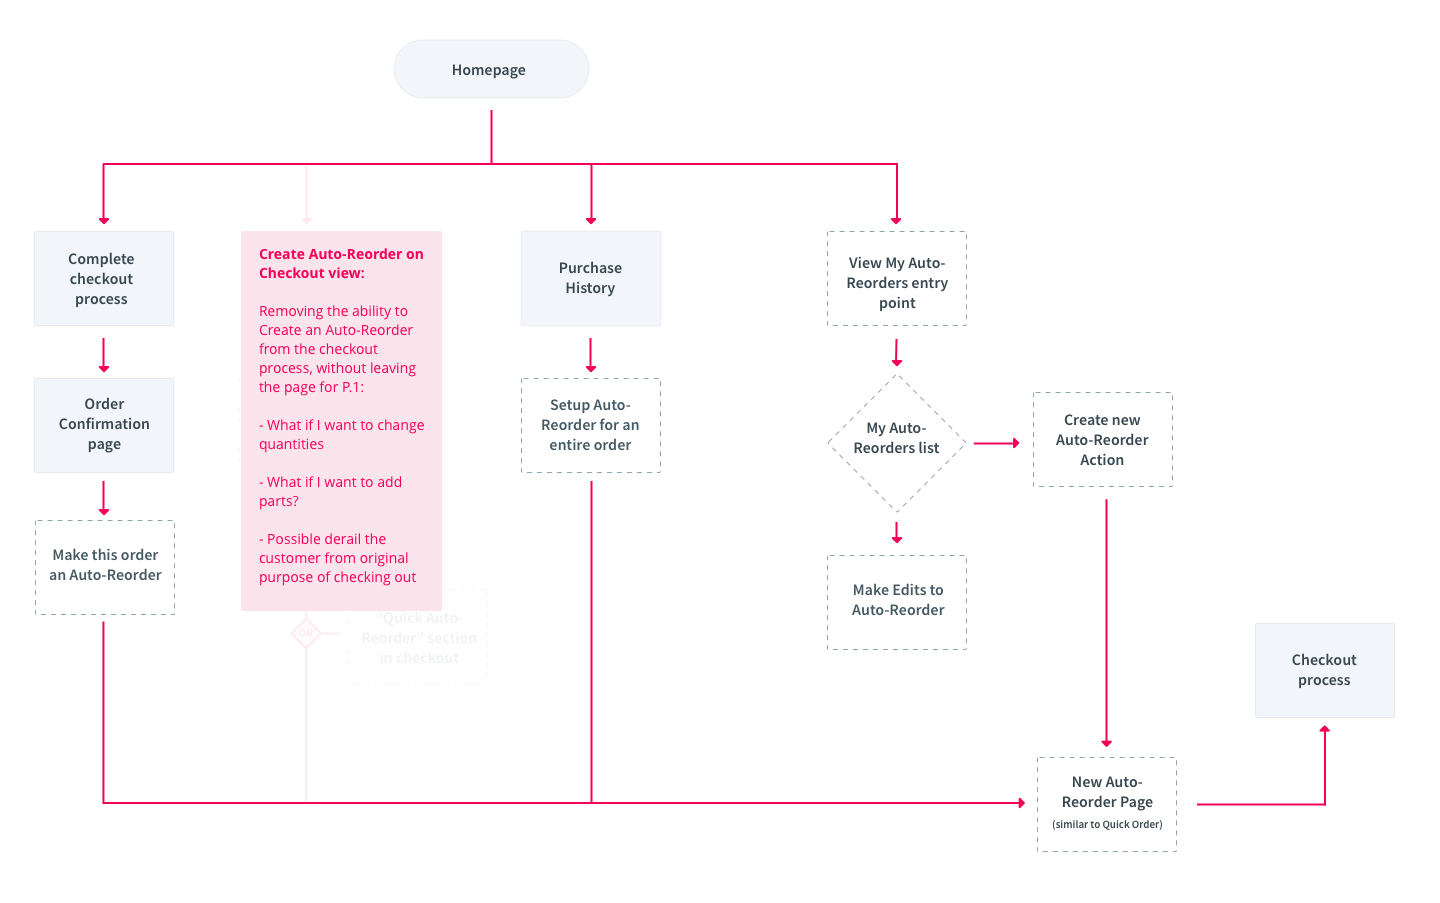 Homepage
Complete
checkout
process
Create Auto-Reorder on
Checkout view:
Removing the ability to
Create an Auto-Reorder
from the checkout
process, without leaving
the page for P.1:
- What if I want to change
quantities
- What if I want to add
parts?
- Possible derail the
customer from original
purpose of checking out
Purchase
History
View My Auto-
Reorders entry
point
Order
Confirmation
page
Setup Auto-
Reorder for an
entire order
My Auto-
Reorders list
Create new
Auto-Reorder
Action
Make this order
an Auto-Reorder
Make Edits to
Auto-Reorder
OR
"Quick Auto-
Reorder" section
in checkout
Checkout
process
New Auto-
Reorder Page
(similar to Quick Order)